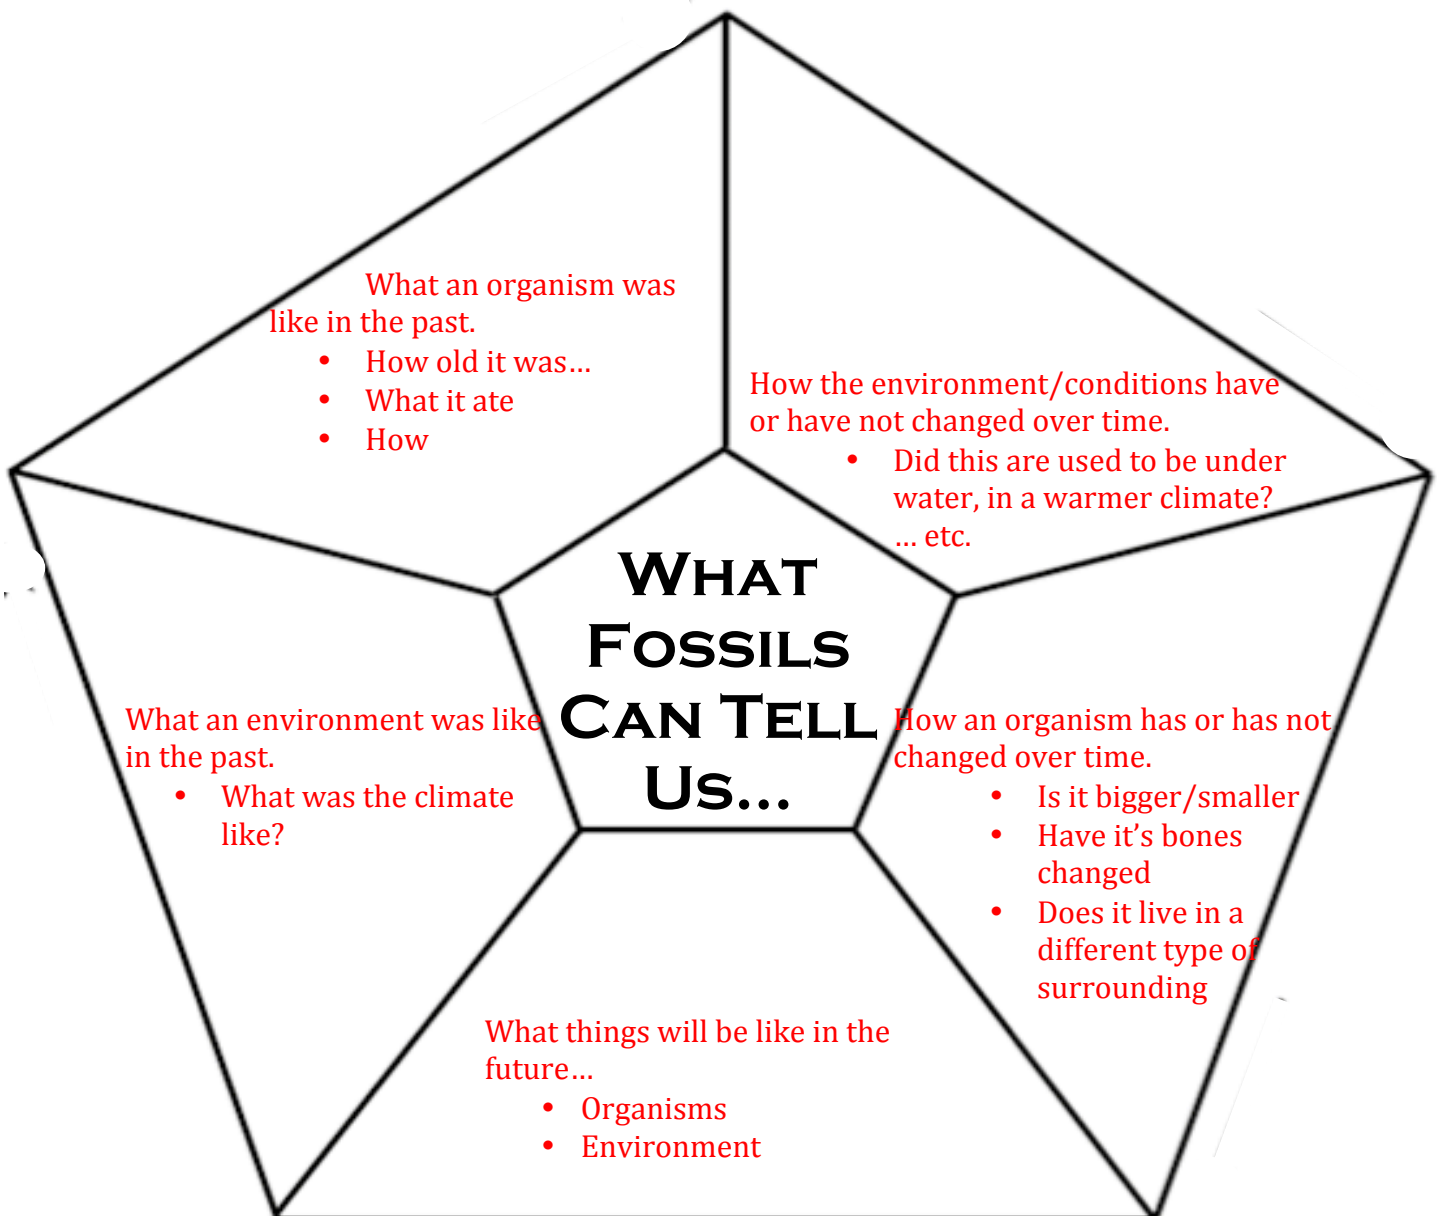 What an organism was
like in the past.
• How old it was…
• What it ate
• How
How the environment/conditions have
or have not changed over time.
• Did this are used to be under
water, in a warmer climate?
… etc.
What
Fossils
Can Tell
Us…
What an environment was like
in the past.
• What was the climate
like?
How an organism has or has not
changed over time.
• Is it bigger/smaller
• Have it’s bones
changed
• Does it live in a
different type of
surrounding
What things will be like in the
future…
• Organisms
• Environment